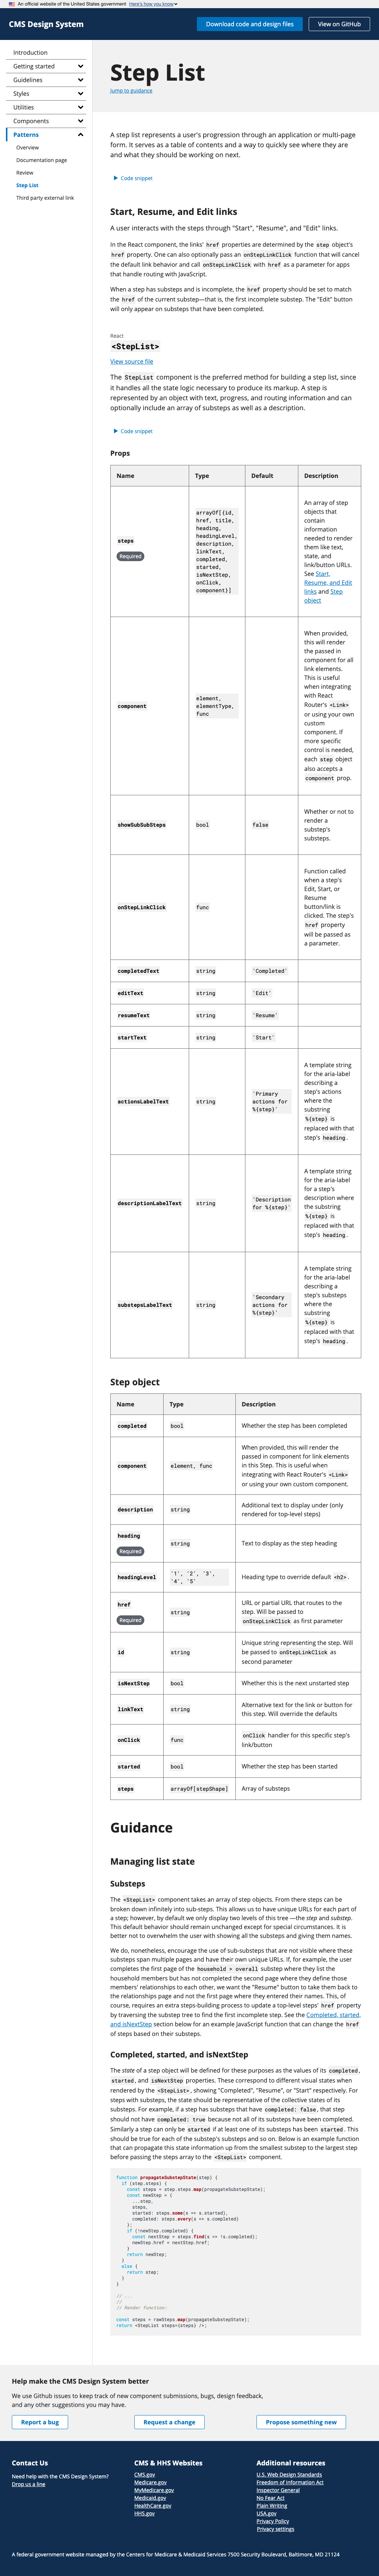 An official website of the United States government Here's how you know
CMS Design System
Download code and design files
View on GitHub
Introduction
Getting started
Guidelines
Styles
Utilities
Components
Patterns
Overview
Documentation page
Review
Step List
Third party external link
Step List
Jump to guidance
A step list represents a user's progression through an application or multi-page
form. It serves as a table of contents and a way to quickly see where they are
and what they should be working on next.
Code snippet
Start, Resume, and Edit links
A user interacts with the steps through "Start", "Resume", and "Edit" links.
In the React component, the links' href properties are determined by the step object's
href property. One can also optionally pass an onStepLinkClick function that will cancel
the default link behavior and call onStepLinkClick with href as a parameter for apps
that handle routing with JavaScript.
When a step has substeps and is incomplete, the href property should be set to match
the href of the current substep—that is, the first incomplete substep. The "Edit" button
will only appear on substeps that have been completed.
React
<StepList>
View source file
The StepList component is the preferred method for building a step list, since
it handles all the state logic necessary to produce its markup. A step is
represented by an object with text, progress, and routing information and can
optionally include an array of substeps as well as a description.
Code snippet
Props
Name Type Default Description
steps
Required
arrayOf[{id,
href, title,
heading,
headingLevel,
description,
linkText,
completed,
started,
isNextStep,
onClick,
component}]
An array of step
objects that
contain
information
needed to render
them like text,
state, and
link/button URLs.
See Start,
Resume, and Edit
links and Step
object
component
element,
elementType,
func
When provided,
this will render
the passed in
component for all
link elements.
This is useful
when integrating
with React
Router's <Link>
or using your own
custom
component. If
more specific
control is needed,
each step object
also accepts a
component prop.
showSubSubSteps
bool
false
Whether or not to
render a
substep's
substeps.
onStepLinkClick
func
Function called
when a step's
Edit, Start, or
Resume
button/link is
clicked. The step's
href property
will be passed as
a parameter.
completedText string 'Completed'
editText string 'Edit'
resumeText string 'Resume'
startText string 'Start'
actionsLabelText
string
'Primary
actions for
%{step}'
A template string
for the aria-label
describing a
step's actions
where the
substring
%{step} is
replaced with that
step's heading.
descriptionLabelText
string
'Description
for %{step}'
A template string
for the aria-label
for a step's
description where
the substring
%{step} is
replaced with that
step's heading.
substepsLabelText
string
'Secondary
actions for
%{step}'
A template string
for the aria-label
describing a
step's substeps
where the
substring
%{step} is
replaced with that
step's heading.
Step object
Name Type Description
completed bool Whether the step has been completed
component
element, func
When provided, this will render the
passed in component for link elements
in this Step. This is useful when
integrating with React Router's <Link>
or using your own custom component.
description
string
Additional text to display under (only
rendered for top-level steps)
heading
Required
string
Text to display as the step heading
headingLevel
'1', '2', '3',
'4', '5'
Heading type to override default <h2>.
href
Required
string
URL or partial URL that routes to the
step. Will be passed to
onStepLinkClick as first parameter
id
string
Unique string representing the step. Will
be passed to onStepLinkClick as
second parameter
isNextStep bool Whether this is the next unstarted step
linkText
string
Alternative text for the link or button for
this step. Will override the defaults
onClick
func
onClick handler for this specific step's
link/button
started bool Whether the step has been started
steps arrayOf[stepShape] Array of substeps
Guidance
Managing list state
Substeps
The <StepList> component takes an array of step objects. From there steps can be
broken down infinitely into sub-steps. This allows us to have unique URLs for each part of
a step; however, by default we only display two levels of this tree —the step and substep.
This default behavior should remain unchanged except for special circumstances. It is
better not to overwhelm the user with showing all the substeps and giving them names.
We do, nonetheless, encourage the use of sub-substeps that are not visible where these
substeps span multiple pages and have their own unique URLs. If, for example, the user
completes the first page of the household > overall substep where they list the
household members but has not completed the second page where they define those
members' relationships to each other, we want the "Resume" button to take them back to
the relationships page and not the first page where they entered their names. This, of
course, requires an extra steps-building process to update a top-level steps' href property
by traversing the substep tree to find the first incomplete step. See the Completed, started,
and isNextStep section below for an example JavaScript function that can change the href
of steps based on their substeps.
Completed, started, and isNextStep
The state of a step object will be defined for these purposes as the values of its completed,
started, and isNextStep properties. These correspond to different visual states when
rendered by the <StepList>, showing "Completed", "Resume", or "Start" respectively. For
steps with substeps, the state should be representative of the collective states of its
substeps. For example, if a step has substeps that have completed: false, that step
should not have completed: true because not all of its substeps have been completed.
Similarly a step can only be started if at least one of its substeps has been started. This
should be true for each of the substep's substeps and so on. Below is an example function
that can propagate this state information up from the smallest substep to the largest step
before passing the steps array to the <StepList> component.
function propagateSubstepState(step) {
if (step.steps) {
const steps = step.steps.map(propagateSubstepState);
const newStep = {
...step,
steps,
started: steps.some(s => s.started),
completed: steps.every(s => s.completed)
};
if (!newStep.completed) {
const nextStep = steps.find(s => !s.completed);
newStep.href = nextStep.href;
}
return newStep;
}
else {
return step;
}
}
// ...
//
// Render function:
const steps = rawSteps.map(propagateSubstepState);
return <StepList steps={steps} />;
Help make the CMS Design System better
We use Github issues to keep track of new component submissions, bugs, design feedback,
and any other suggestions you may have.
Report a bug
Request a change
Propose something new
Contact Us
Need help with the CMS Design System?
Drop us a line
CMS & HHS Websites
CMS.gov
Medicare.gov
MyMedicare.gov
Medicaid.gov
HealthCare.gov
HHS.gov
Additional resources
U.S. Web Design Standards
Freedom of Information Act
Inspector General
No Fear Act
Plain Writing
USA.gov
Privacy Policy
Privacy settings
A federal government website managed by the Centers for Medicare & Medicaid Services 7500 Security Boulevard, Baltimore, MD 21124